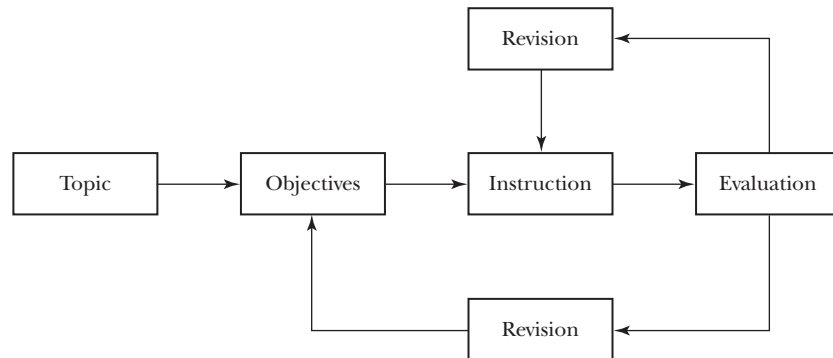 Revision
Topic
Objectives
Instruction
Evaluation
Revision